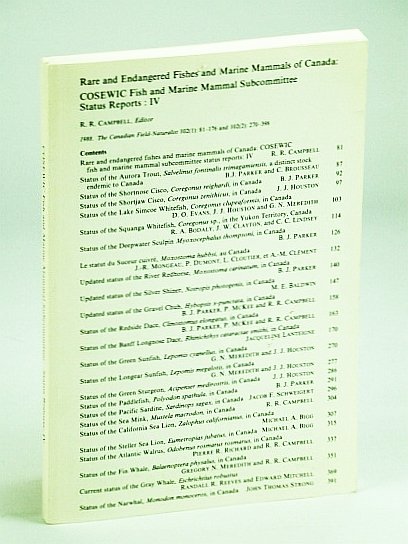 Rare and Endangered Fishes and Marine Mammals of Canada:
COSEWIC Fish and Marine Mammal Subcommittee
Status Reports : IV
R. R. CAMPBELL, Editor
1988. The Canadian Field-Naturalist 102(1): 81-176 and 102(2): 270-398
Contents
Rare and endangered fishes and marine mammals of Canada: COSEWIC
fish and marine mammal subcommittee status reports: IV R. R. CAMPBELL 81
Status of the Aurora Trout, Salvelinus fontinalis timagamiensis, a distinct stock
endemic to Canada B.J. PARKER and C. BROUSSEAU 87
Status of the Shortnose Cisco, Coregonus reighardi, in Canada B. J. PARKER 92
Status of the Shortjaw Cisco, Coregonus zenithicus, in Canada J. J. HOUSTON 97
Status of the Lake Simcoe Whitefish, Coregonus clupeaformis, in Canada
D. O. EVANS, J. J. HOUSTON and G. N. MEREDITH 103
Status of the Squanga Whitefish, Coregonus sp., in the Yukon Territory, Canada
R. A. BODALY, J. W. CLAYTON, and C. C. LINDSEY 114
Status of the Deepwater Sculpin Myoxocephalus thompsoni, in Canada
B. J. PARKER 126
Le statut du Suceur cuivré, Moxostoma hubbsi, au Canada
J.-R. MONGEAU, P. DUMONT, L. CLOUTIER, et A.-M. CLÉMENT 132
Updated status of the River Redhorse, Moxostoma carinatum, in Canada
B. J. PARKER 140
Updated status of the Silver Shiner, Notropis photogenis, in Canada
M. E. BALDWIN 147
Updated status of the Gravel Chub, Hybopsis x-punctata, in Canada
B. J. PARKER, P. MCKEE and R. R. CAMPBELL 158
Status of the Redside Dace, Clinostomus elongatus, in Canada
B. J. PARKER, P. MCKEE and R. R. CAMPBELL 163
Status of the Banff Longnose Dace, Rhinichthys cataractae smithi, in Canada
JACQUELINE LANTEIGNE 170
Status of the Green Sunfish, Lepomis cyanellus, in Canada
G. N. MEREDITH and J. J. HOUSTON 270
Status of the Longear Sunfish, Lepomis megalotis, in Canada
G. N. MEREDITH and J. J. HOUSTON 277
Status of the Green Sturgeon, Acipenser medirostris, in Canada J. J. HOUSTON 286
Status of the Paddlefish, Polyodon spathula, in Canada B. J. PARKER 291
Status of the Pacific Sardine, Sardinops sagax, in Canada JACOB F. SCHWEIGERT 296
Status of the Sea Mink, Mustela macrodon, in Canada R. R. CAMPBELL 304
Status of the California Sea Lion, Zalophus californianus, in Canada
MICHAEL A. BIGG 307
Status of the Steller Sea Lion, Eumetopias jubatus, in Canada MICHAEL A. BIGG 315
Status of the Atlantic Walrus, Odobenus rosmarus rosmarus, in Canada
PIERRE R. RICHARD and R. R. CAMPBELL 337
Status of the Fin Whale, Balaenoptera physalus, in Canada
GREGORY N. MEREDITH and R. R. CAMPBELL 351
Current status of the Gray Whale, Eschrichtius robustus
RANDALL R. REEVES and EDWARD MITCHELL 369
Status of the Narwhal, Monodon monoceros, in Canada JOHN THOMAS STRONG 391